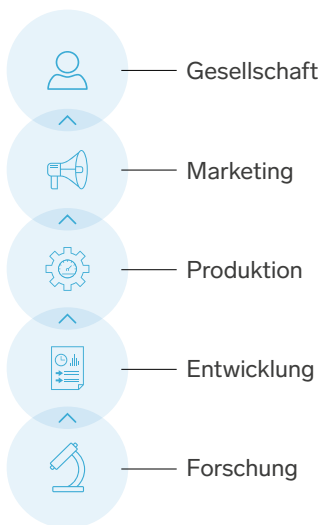 Gesellschaft
Marketing
Produktion
Entwicklung
Forschung